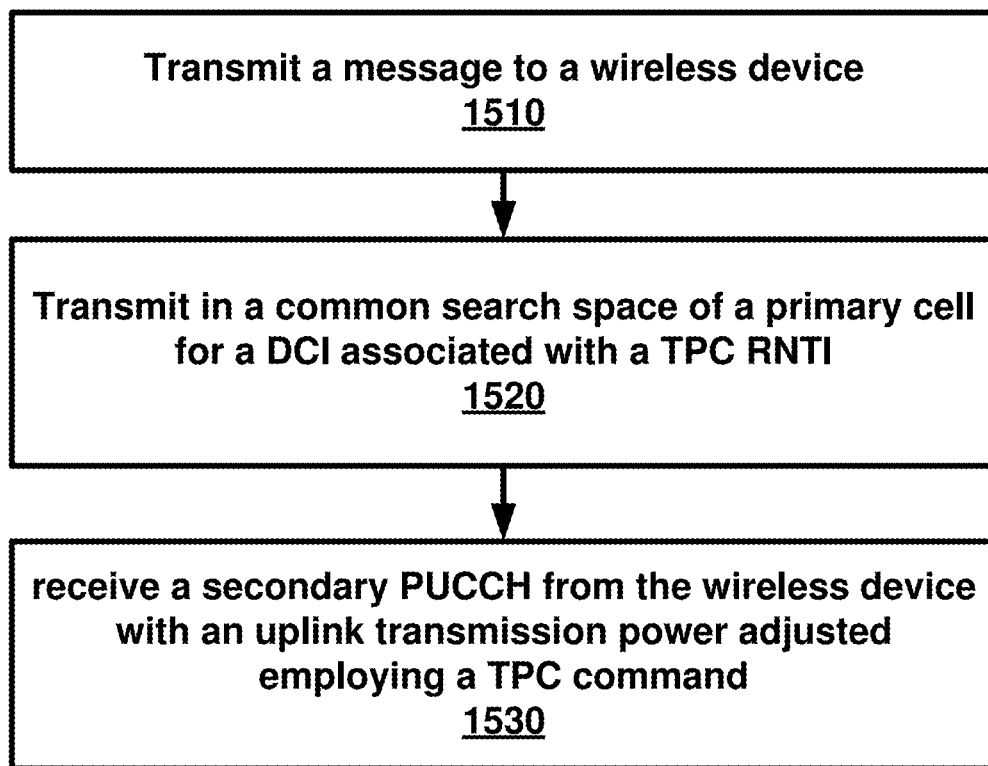 Transmit a message to a wireless device
1510
Transmit in a common search space of a primary cell
for a DCI associated with a TPC RNTI
1520
receive a secondary PUCCH from the wireless device
with an uplink transmission power adjusted
employing a TPC command
1530